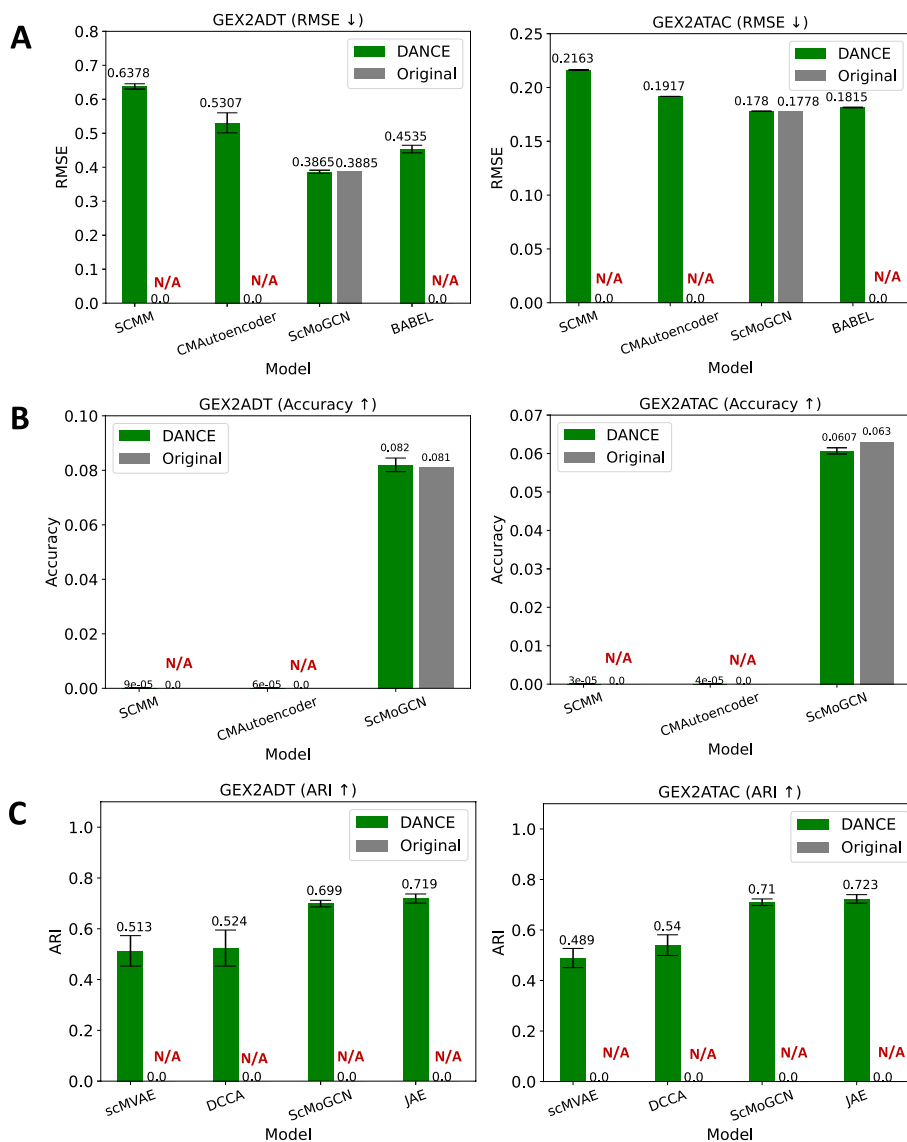 A
GEX2ADT (RMSE ↓)
0.8
0.7
0.6
0.5
0.4
0.3
0.2
0.1
0.0
RMSE
DANCE
Original
0.6378
0.5307
0.3865
0.3885
0.4535
N/A
N/A
N/A
0.0
0.0
0.0
SCMM
CMAutoencoder
ScMoGCN
BABEL
Model
GEX2ATAC (RMSE ↓)
0.25
0.20
0.15
0.10
0.05
0.00
RMSE
DANCE
Original
0.2163
0.1917
0.178
0.1778
0.1815
N/A
N/A
N/A
0.0
0.0
0.0
SCMM
CMAutoencoder
ScMoGCN
BABEL
Model
B
GEX2ADT (Accuracy ↑)
0.10
0.08
0.06
0.04
0.02
0.00
Accuracy
DANCE
Original
0.082
0.081
N/A
N/A
9e-05
0.0
6e-05
0.0
SCMM
CMAutoencoder
ScMoGCN
Model
GEX2ATAC (Accuracy ↑)
0.07
0.06
0.05
0.04
0.03
0.02
0.01
0.00
Accuracy
DANCE
Original
0.0607
0.063
N/A
N/A
3e-05
0.0
4e-05
0.0
SCMM
CMAutoencoder
ScMoGCN
Model
C
GEX2ADT (ARI ↑)
1.0
0.8
0.6
0.4
0.2
0.0
ARI
DANCE
Original
0.513
0.524
0.699
0.719
N/A
N/A
N/A
N/A
0.0
0.0
0.0
0.0
scMVAE
DCCA
ScMoGCN
JAE
Model
GEX2ATAC (ARI ↑)
1.0
0.8
0.6
0.4
0.2
0.0
ARI
DANCE
Original
0.489
0.54
0.71
0.723
N/A
N/A
N/A
N/A
0.0
0.0
0.0
0.0
scMVAE
DCCA
ScMoGCN
JAE
Model